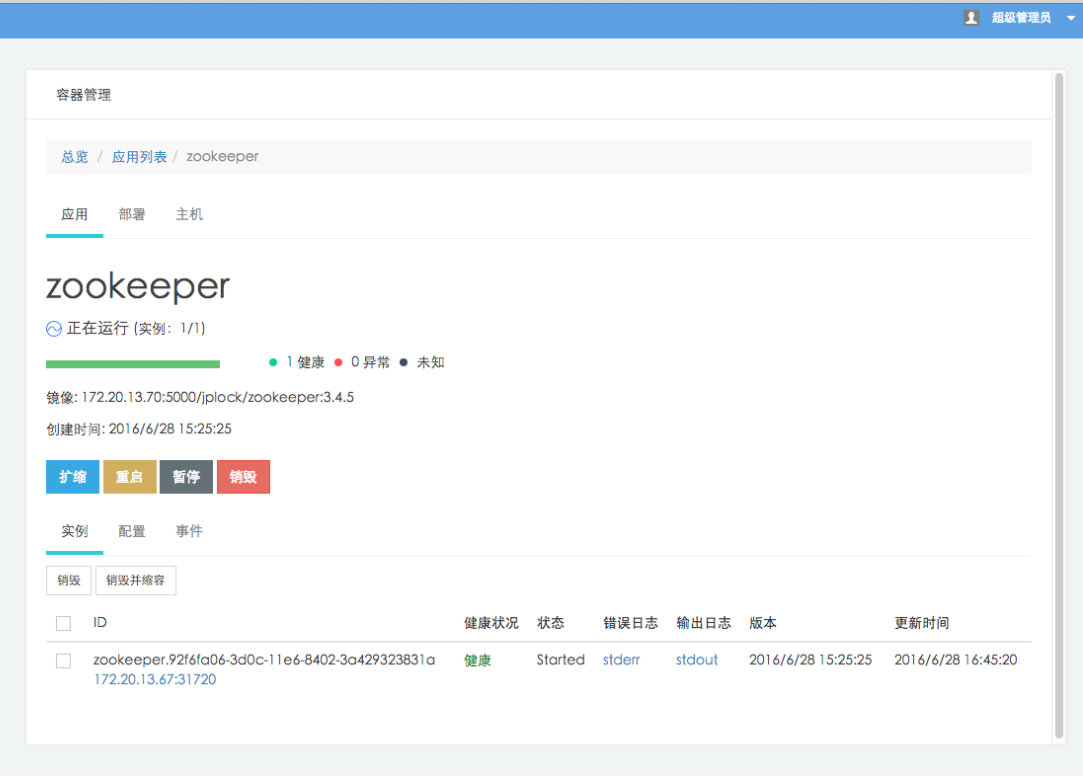 超级管理员
容器管理
总览 / 应用列表 / zookeeper
应用 部署 主机
zookeeper
正在运行 (实例: 1/1)
1 健康 0 异常 未知
镜像: 172.20.13.70:5000/jplock/zookeeper:3.4.5
创建时间: 2016/6/28 15:25:25
扩缩 重启 暂停 销毁
实例 配置 事件
销毁 销毁并缩容
ID 健康状况 状态 错误日志 输出日志 版本 更新时间
zookeeper.92f6fa06-3d0c-11e6-8402-3a429323831a 健康 Started stderr stdout 2016/6/28 15:25:25 2016/6/28 16:45:20
172.20.13.67:31720